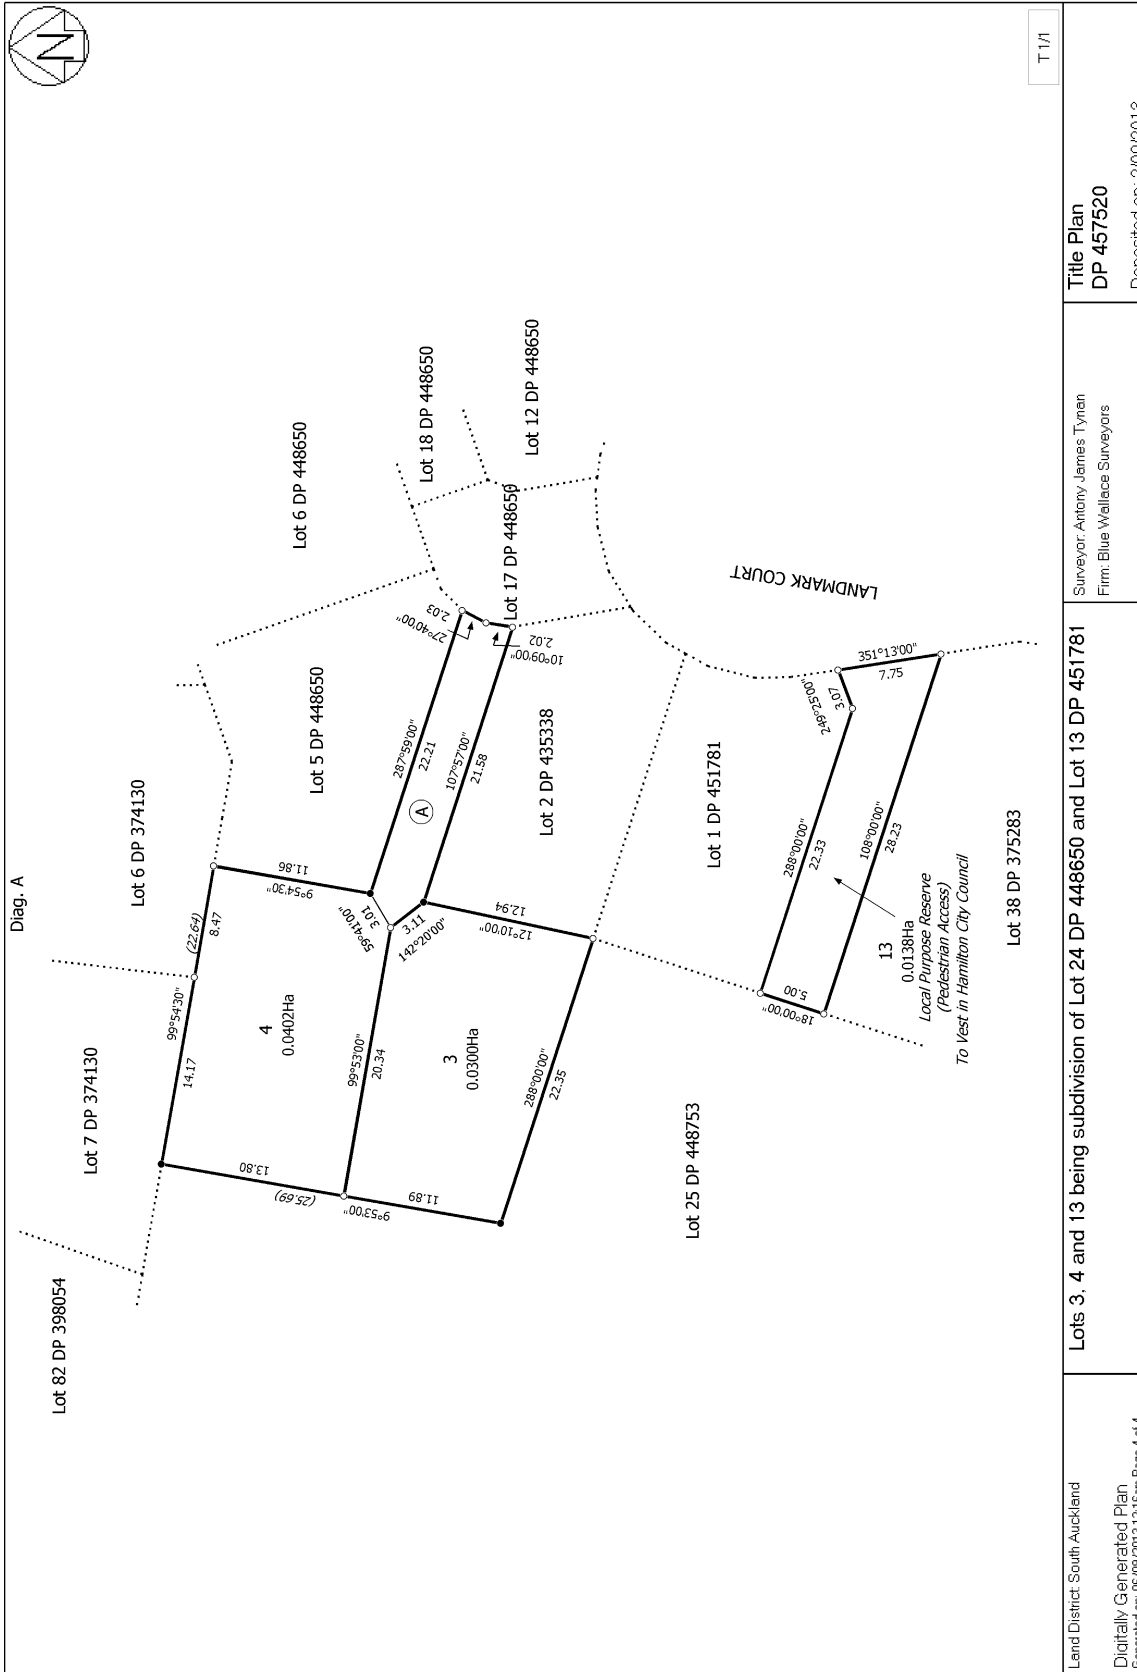 Diag. A
N
T 1/1
Lot 82 DP 398054
Lot 7 DP 374130
Lot 6 DP 374130
Lot 6 DP 448650
Lot 18 DP 448650
Lot 12 DP 448650
Lot 17 DP 448650
Lot 5 DP 448650
Lot 2 DP 435338
Lot 1 DP 451781
Lot 25 DP 448753
Lot 38 DP 375283
LANDMARK COURT
99°54'30"
14.17
(22.64)
8.47
11.86
9°54'30"
13.80
(25.69)
4
0.0402Ha
99°53'00"
20.34
59°41'00"
3.01
3.11
142°20'00"
9°53'00"
11.89
3
0.0300Ha
12.94
12°10'00"
288°00'00"
22.35
287°59'00"
22.21
A
107°57'00"
21.58
27°40'00"
2.03
2.02
10°09'00"
249°25'00"
3.07
351°13'00"
7.75
288°00'00"
22.33
108°00'00"
28.23
5.00
18°00'00"
13
0.0138Ha
Local Purpose Reserve
(Pedestrian Access)
To Vest in Hamilton City Council
Land District: South Auckland
Digitally Generated Plan
Lots 3, 4 and 13 being subdivision of Lot 24 DP 448650 and Lot 13 DP 451781
Surveyor: Antony James Tynan
Firm: Blue Wallace Surveyors
Title Plan
DP 457520